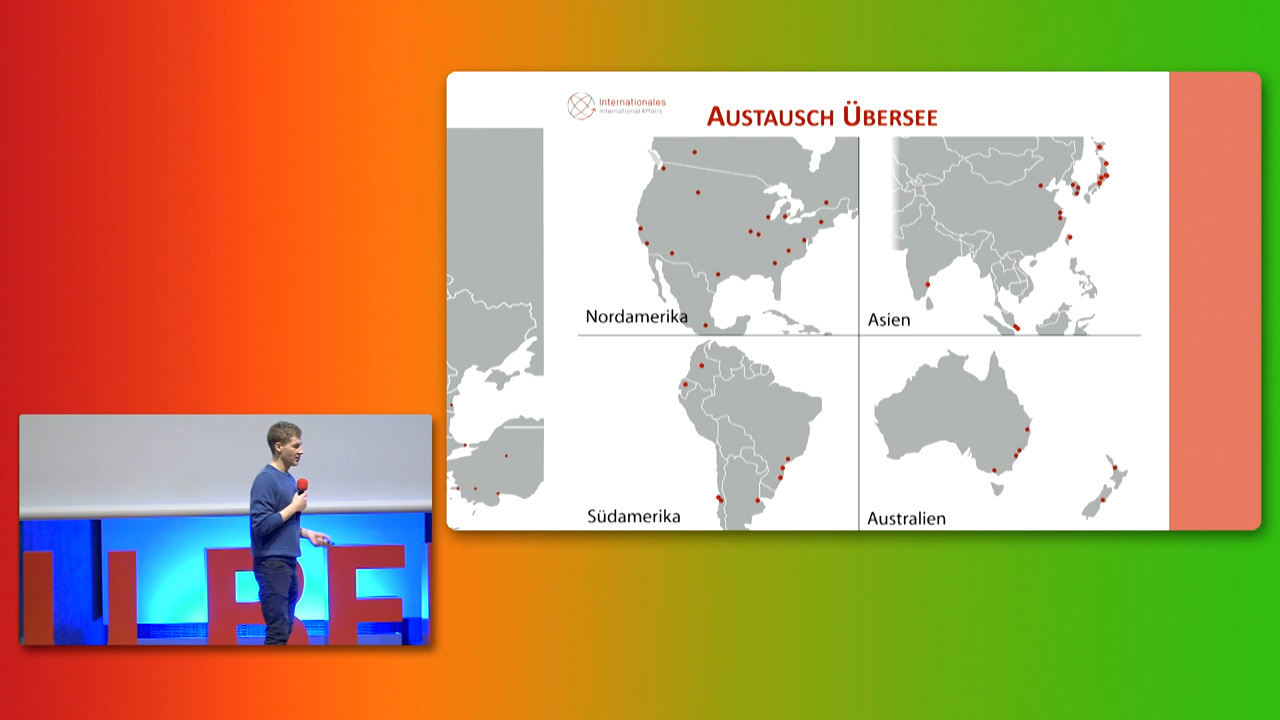 Internationales
International Affairs
AUSTAUSCH ÜBERSEE
Nordamerika
Asien
Südamerika
Australien